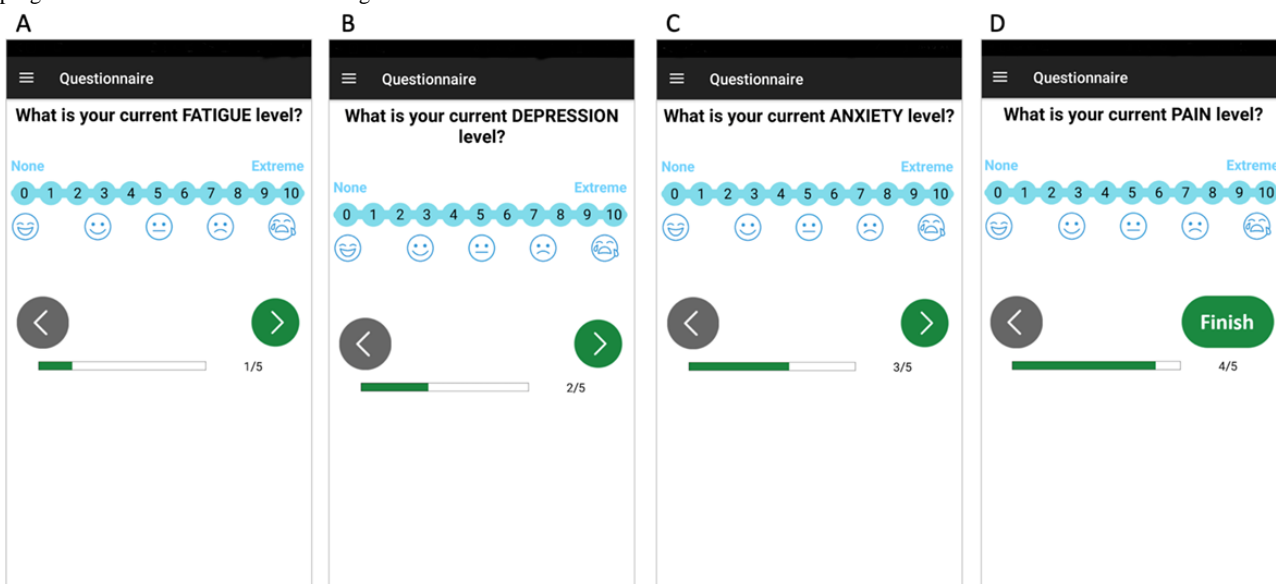 A
Questionnaire
What is your current FATIGUE level?
None Extreme
0 1 2 3 4 5 6 7 8 9 10
1/5
B
Questionnaire
What is your current DEPRESSION
level?
None Extreme
0 1 2 3 4 5 6 7 8 9 10
2/5
C
Questionnaire
What is your current ANXIETY level?
None Extreme
0 1 2 3 4 5 6 7 8 9 10
3/5
D
Questionnaire
What is your current PAIN level?
None Extreme
0 1 2 3 4 5 6 7 8 9 10
Finish
4/5